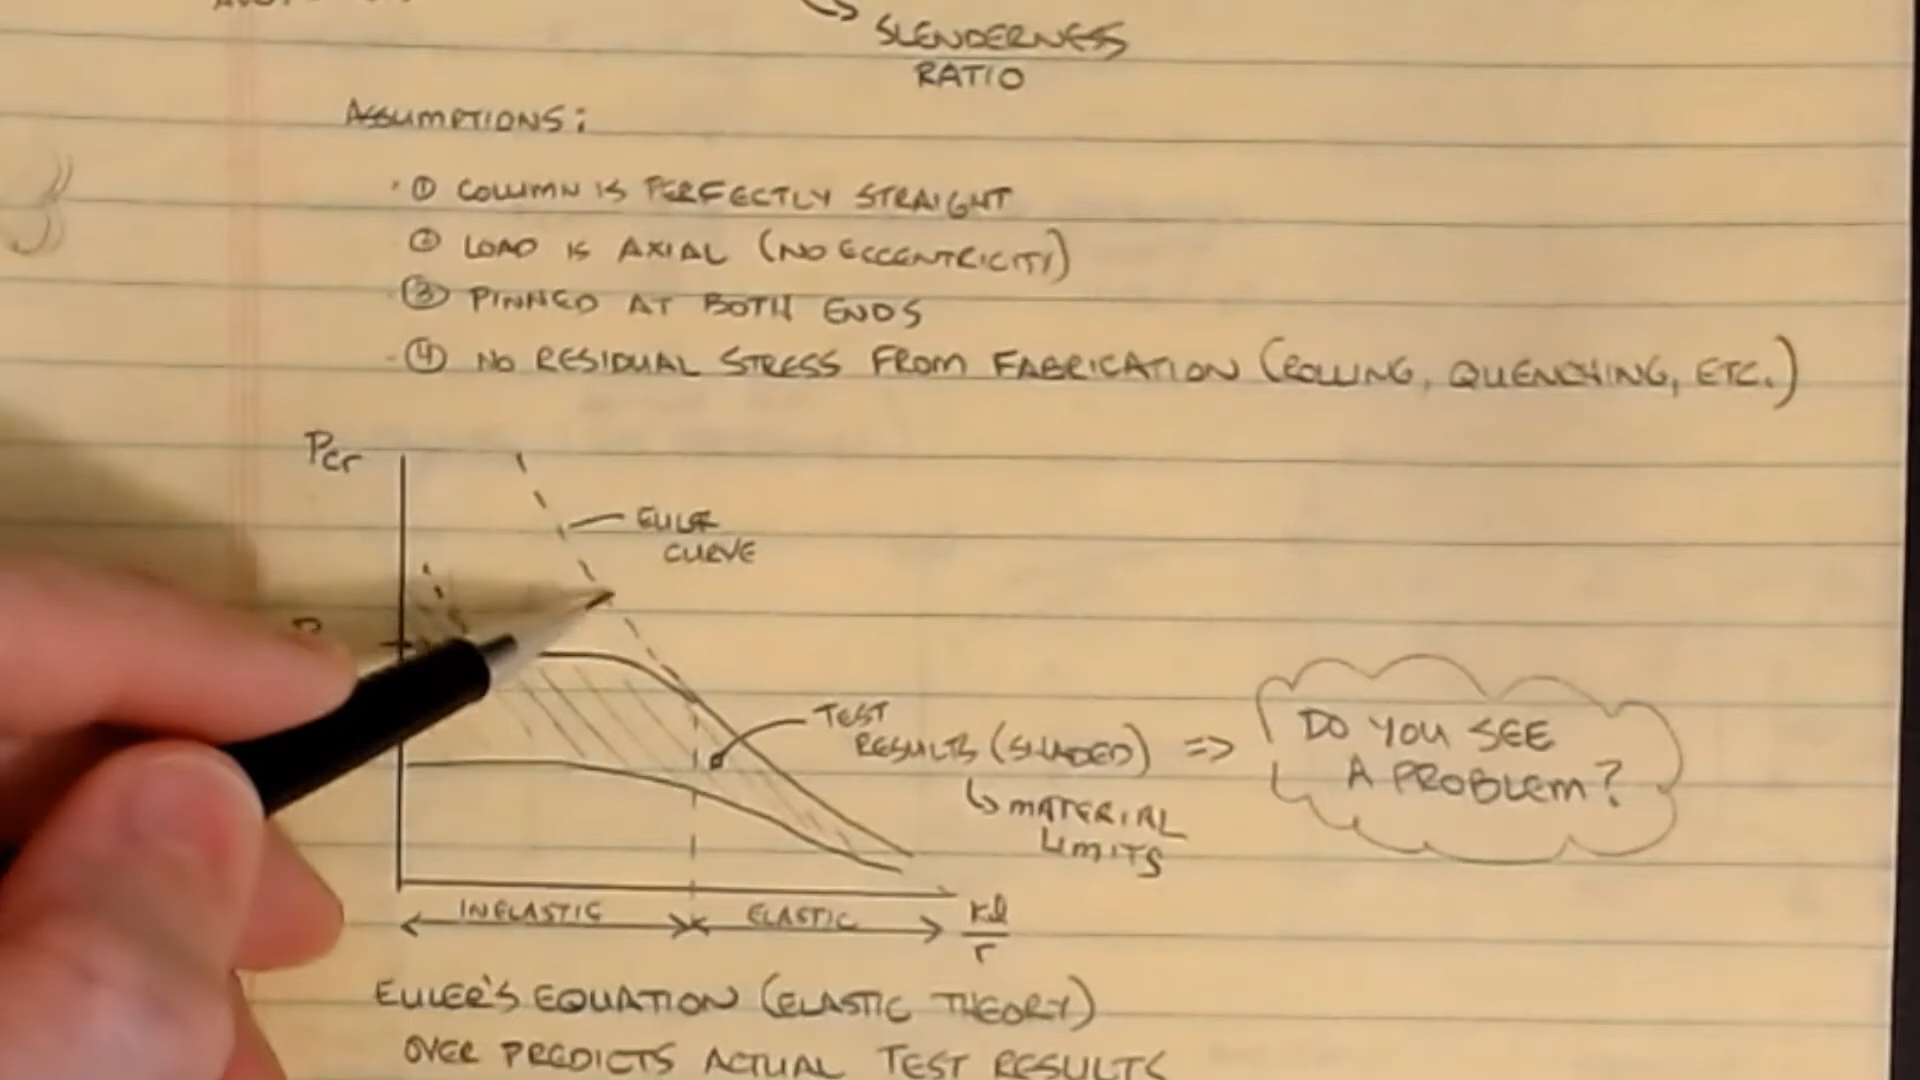 SLENDERNESS
RATIO
ASSUMPTIONS:
① COLUMN IS PERFECTLY STRAIGHT
② LOAD IS AXIAL (NO ECCENTRICITY)
③ PINNED AT BOTH ENDS
④ NO RESIDUAL STRESS FROM FABRICATION (ROLLING, QUENCHING, ETC.)
Pcr
EULER
CURVE
TEST
RESULTS (SHADED) =>
↳ MATERIAL
LIMITS
DO YOU SEE
A PROBLEM?
INELASTIC
ELASTIC
Kl
r
EULER'S EQUATION (ELASTIC THEORY)
OVER PREDICTS ACTUAL TEST RESULTS